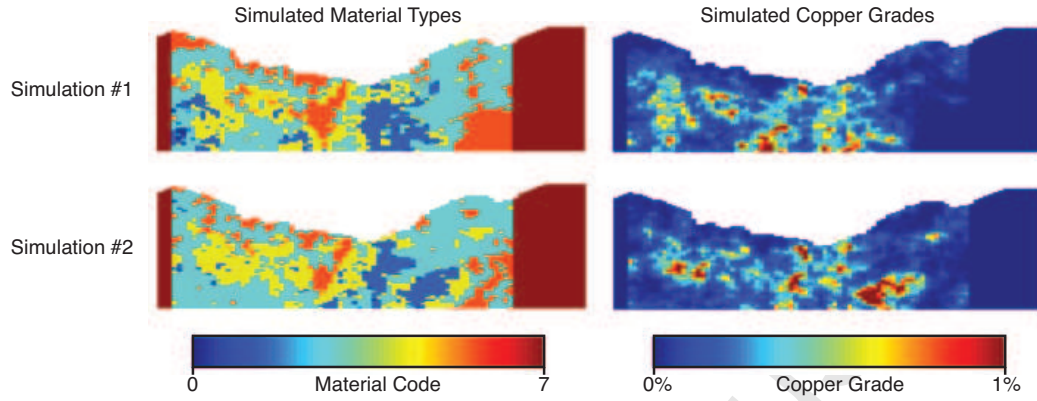 Simulated Material Types
Simulated Copper Grades
Simulation #1
Simulation #2
0
Material Code
7
0%
Copper Grade
1%